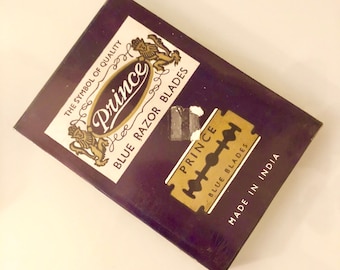 THE SYMBOL OF QUALITY
Prince
BLUE RAZOR BLADES
PRINCE
BLUE BLADES
MADE IN INDIA